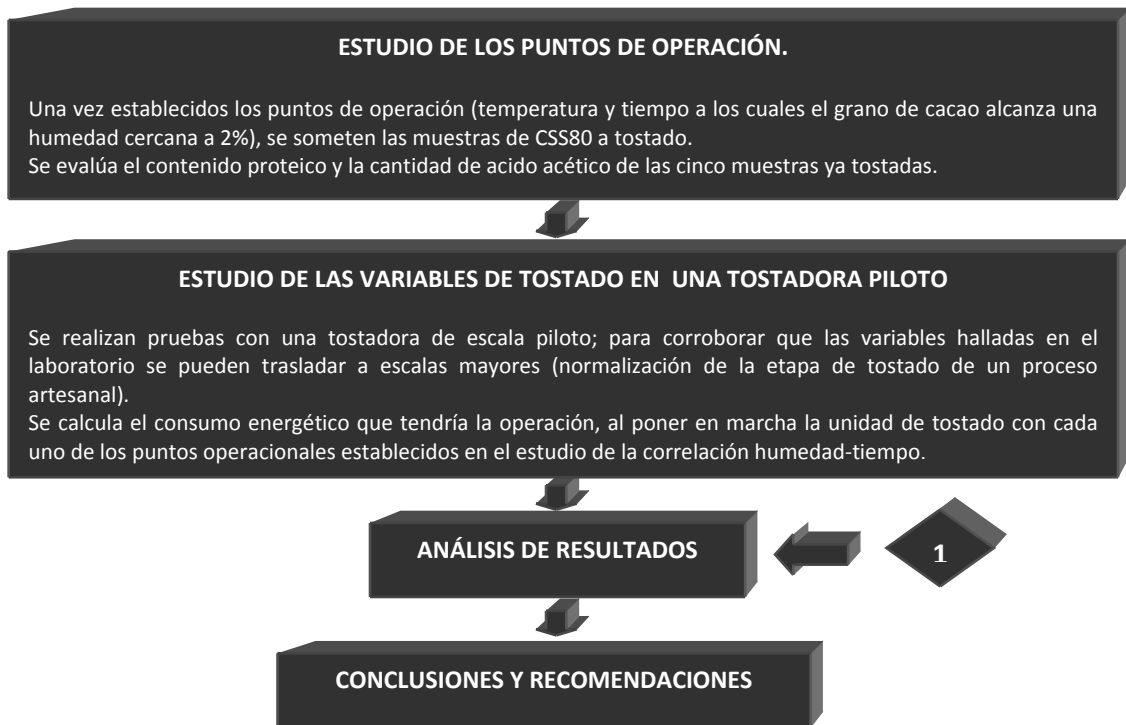 ESTUDIO DE LOS PUNTOS DE OPERACIÓN.
Una vez establecidos los puntos de operación (temperatura y tiempo a los cuales el grano de cacao alcanza una
humedad cercana a 2%), se someten las muestras de CSS80 a tostado.
Se evalúa el contenido proteico y la cantidad de acido acético de las cinco muestras ya tostadas.
ESTUDIO DE LAS VARIABLES DE TOSTADO EN UNA TOSTADORA PILOTO
Se realizan pruebas con una tostadora de escala piloto; para corroborar que las variables halladas en el
laboratorio se pueden trasladar a escalas mayores (normalización de la etapa de tostado de un proceso
artesanal).
Se calcula el consumo energético que tendría la operación, al poner en marcha la unidad de tostado con cada
uno de los puntos operacionales establecidos en el estudio de la correlación humedad-tiempo.
ANÁLISIS DE RESULTADOS
1
CONCLUSIONES Y RECOMENDACIONES